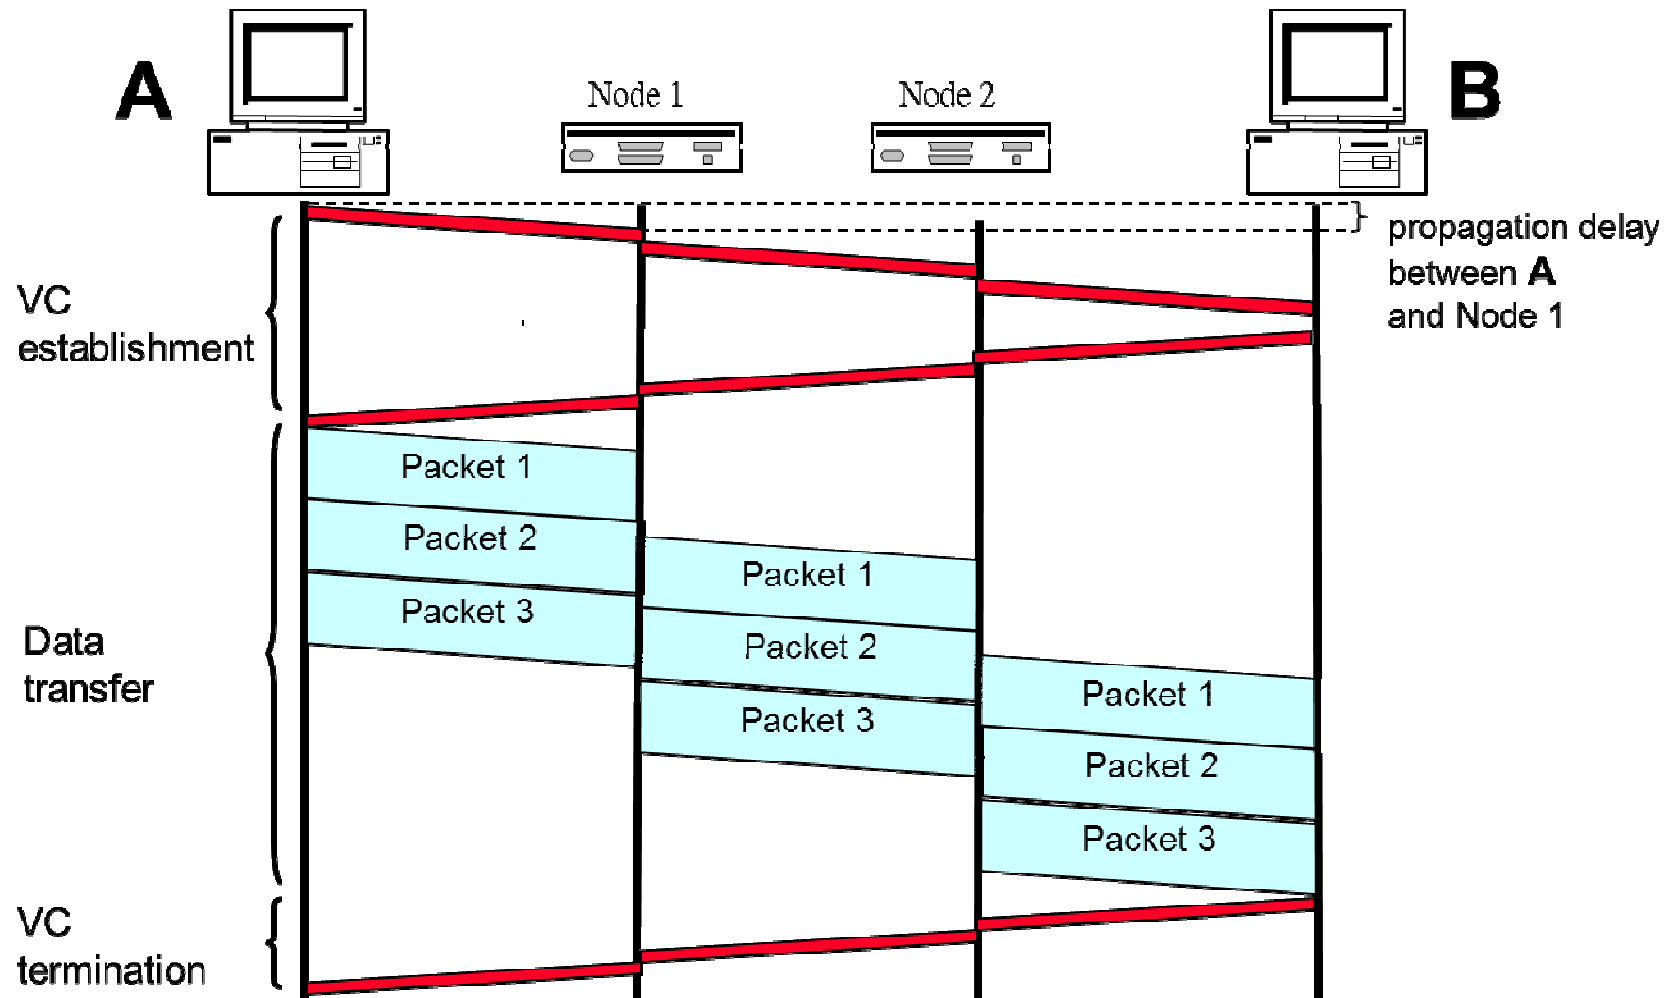 A
Node 1
Node 2
B
propagation delay
between A
and Node 1
VC
establishment
Packet 1
Packet 2
Packet 3
Packet 1
Packet 2
Packet 3
Packet 1
Packet 2
Packet 3
Data
transfer
VC
termination